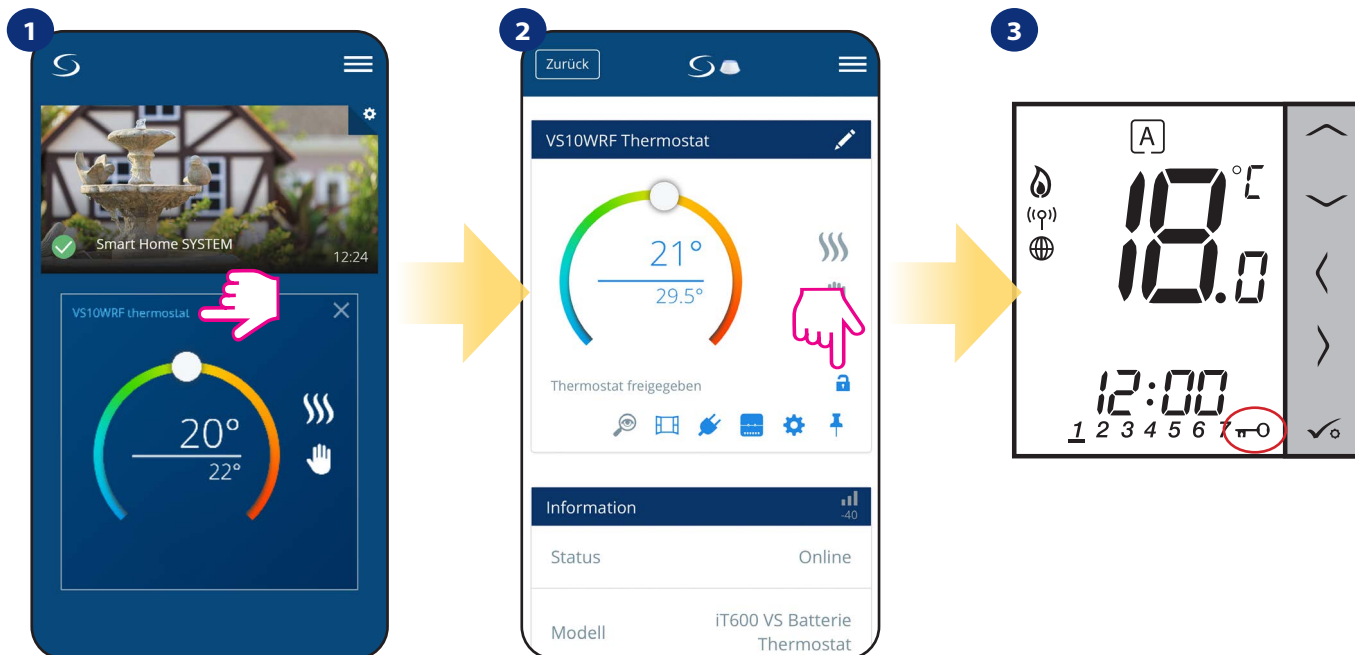 1
Smart Home SYSTEM
12:24
VS10WRF thermostat
20°
22°
2
Zurück
VS10WRF Thermostat
21°
29.5°
Thermostat freigegeben
Information
-40
Status Online
Modell iT600 VS Batterie
Thermostat
3
A
18.0 °C
12:00
1 2 3 4 5 6 7